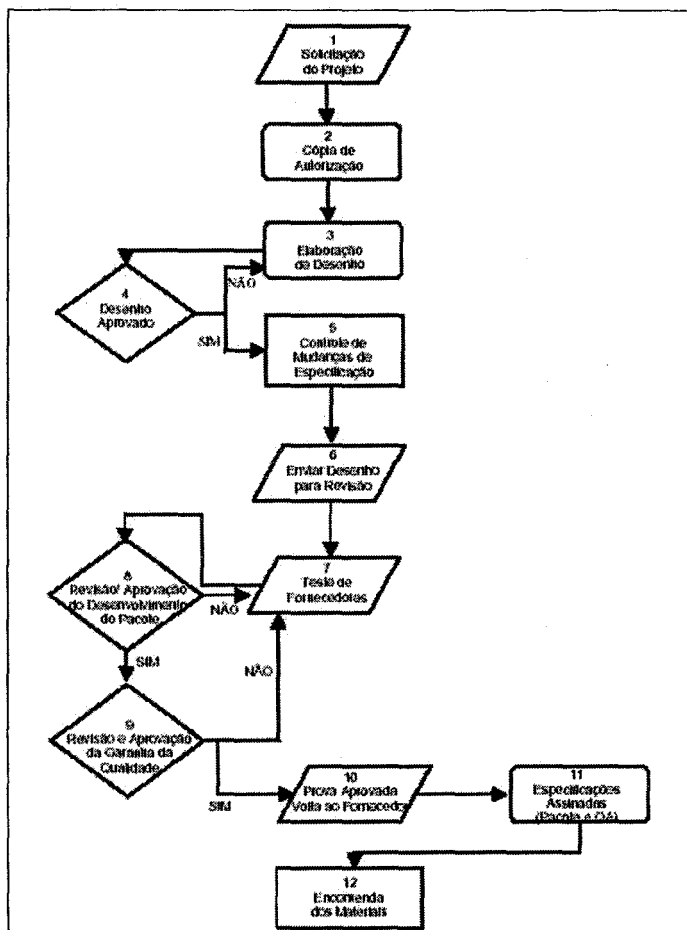 1
Solicitação
do Projeto
2
Cópia de
Autorização
3
Elaboração
de Desenho
4
Desenho
Aprovado
NÃO
SIM
5
Controle de
Mudanças de
Especificação
6
Enviar Desenho
para Revisão
7
Teste de
Fornecedores
8
Revisão/ Aprovação
do Desenvolvimento
do Pacote
NÃO
SIM
NÃO
9
Revisão e Aprovação
da Garantia da
Qualidade
SIM
10
Prova Aprovada
Volta ao Fornecedor
11
Especificações
Assinadas
(Pacote e QA)
12
Encomenda
dos Materiais